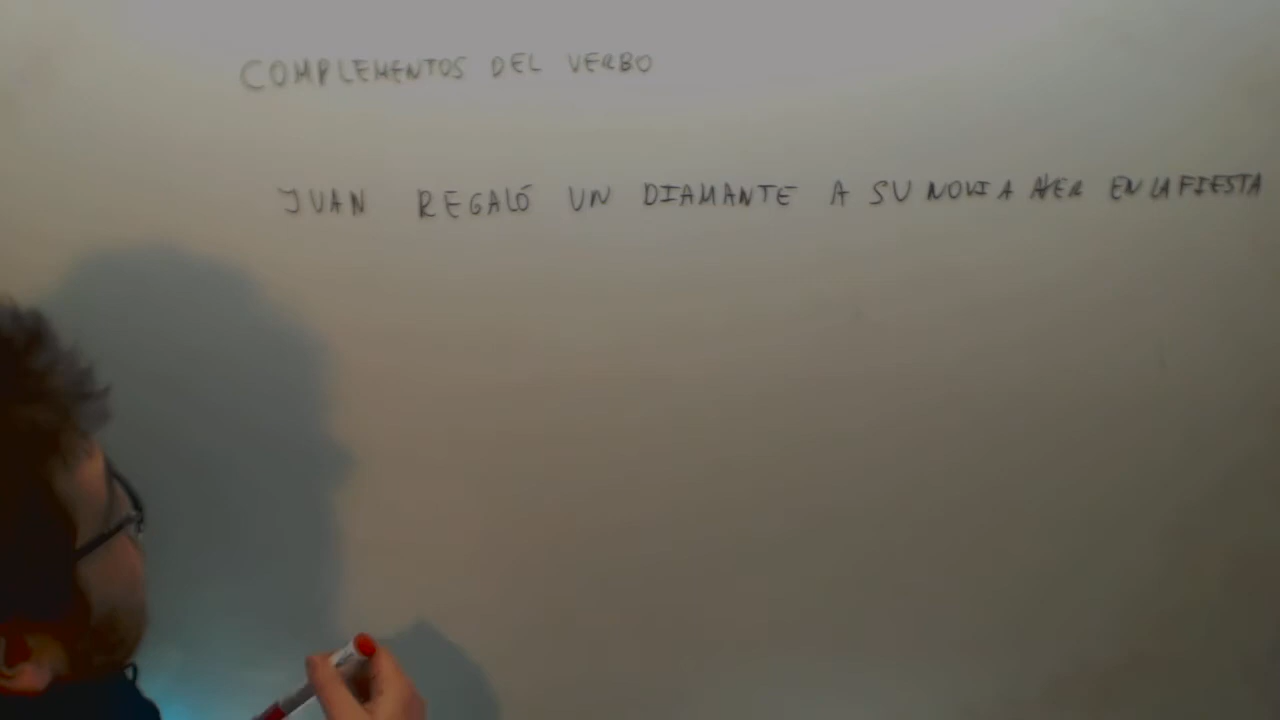 COMPLEMENTOS DEL VERBO
JUAN REGALÓ UN DIAMANTE A SU NOVIA AYER EN LA FIESTA